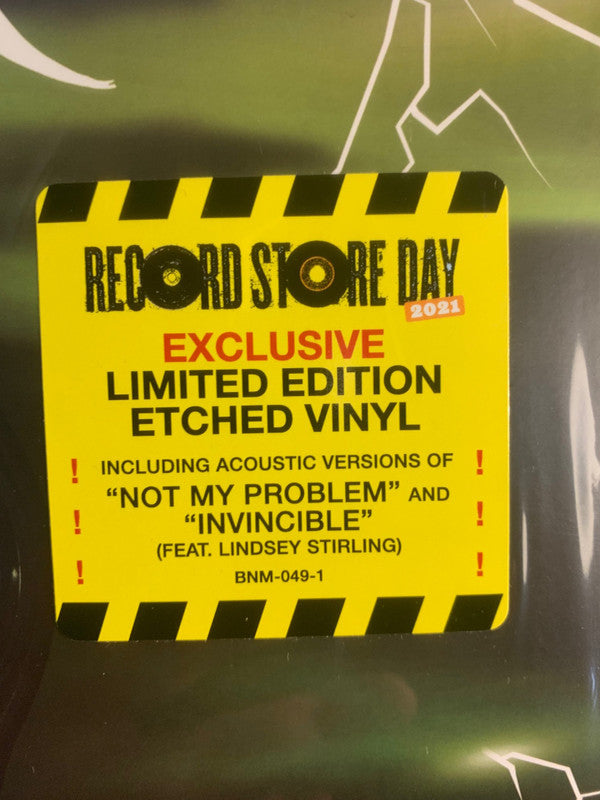 RECORD STORE DAY
2021
EXCLUSIVE
LIMITED EDITION
ETCHED VINYL
! INCLUDING ACOUSTIC VERSIONS OF !
“NOT MY PROBLEM” AND
! “INVINCIBLE” !
(FEAT. LINDSEY STIRLING)
! BNM-049-1 !